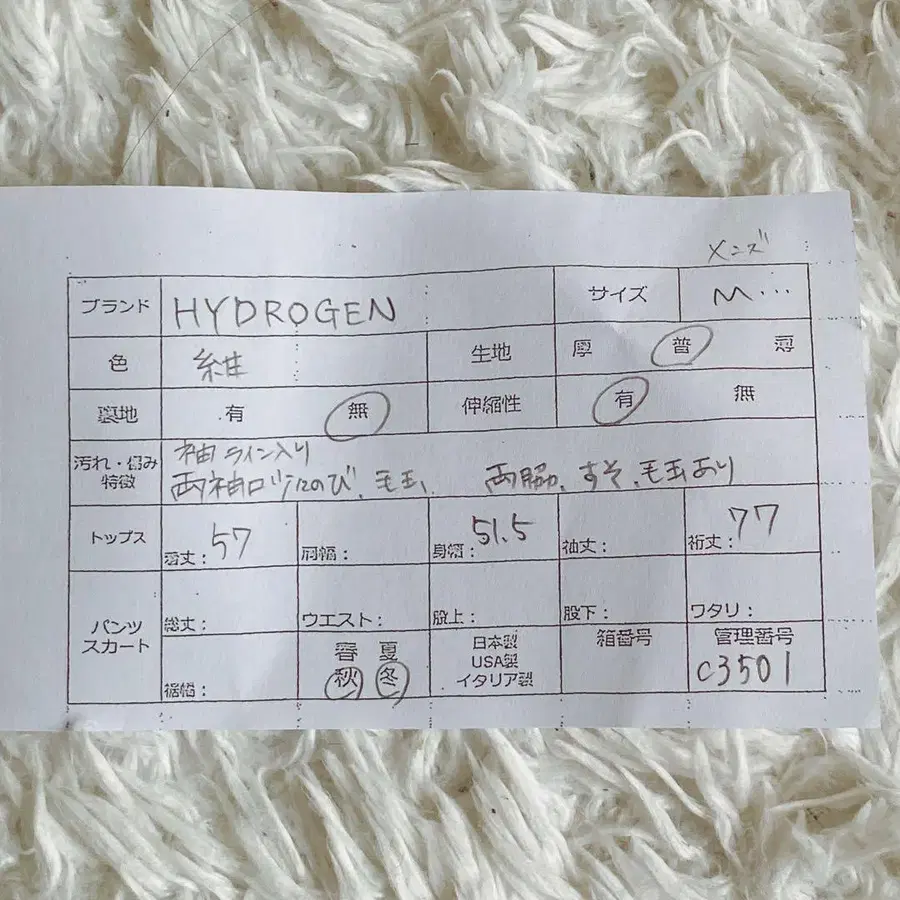 メンズ
ブランド HYDROGEN サイズ M…
色 紺 生地 厚 普 薄
裏地 有 無 伸縮性 有 無
汚れ・傷み 袖ライン入り
特徴 両袖口 のび、毛玉、 両脇、すそ、毛玉あり
トップス 着丈：57 肩幅： 身幅：51.5 袖丈： 裄丈：77
パンツ
スカート
総丈： ウエスト： 股上： 股下： ワタリ：
裾幅： 春 夏 秋 冬
日本製
USA製
イタリア製
箱番号
管理番号
C3501